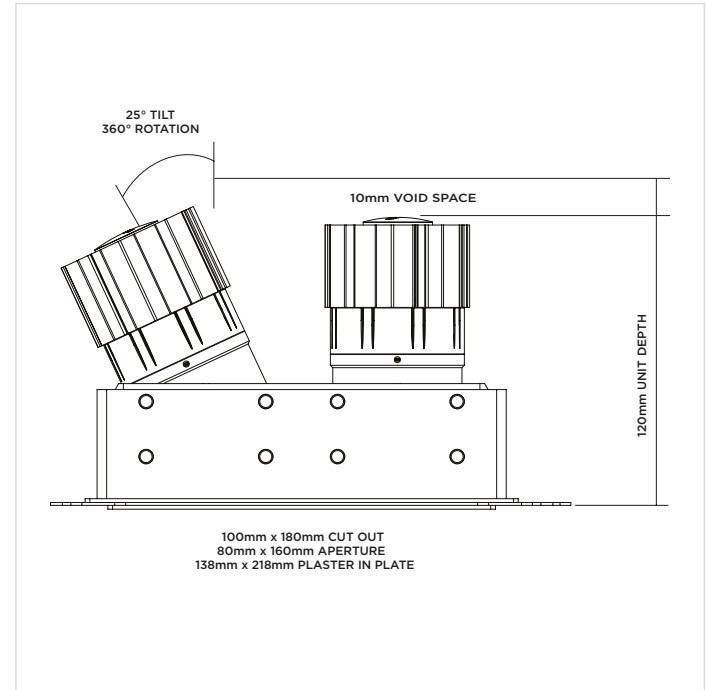 25° TILT
360° ROTATION
10mm VOID SPACE
120mm UNIT DEPTH
100mm x 180mm CUT OUT
80mm x 160mm APERTURE
138mm x 218mm PLASTER IN PLATE